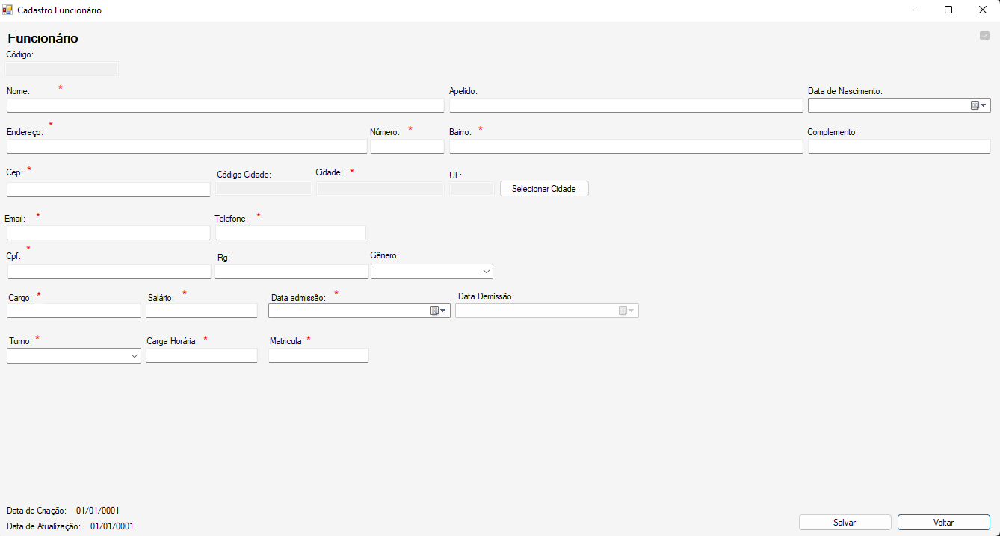 Cadastro Funcionário
Funcionário
Código:
Nome: * Apelido: Data de Nascimento:
Endereço: * Número: * Bairro: * Complemento:
Cep: * Código Cidade: Cidade: * UF: Selecionar Cidade
Email: * Telefone: *
Cpf: * Rg: Gênero:
Cargo: * Salário: * Data admissão: * Data Demissão:
Turno: * Carga Horária: * Matricula: *
Data de Criação: 01/01/0001
Data de Atualização: 01/01/0001
Salvar Voltar